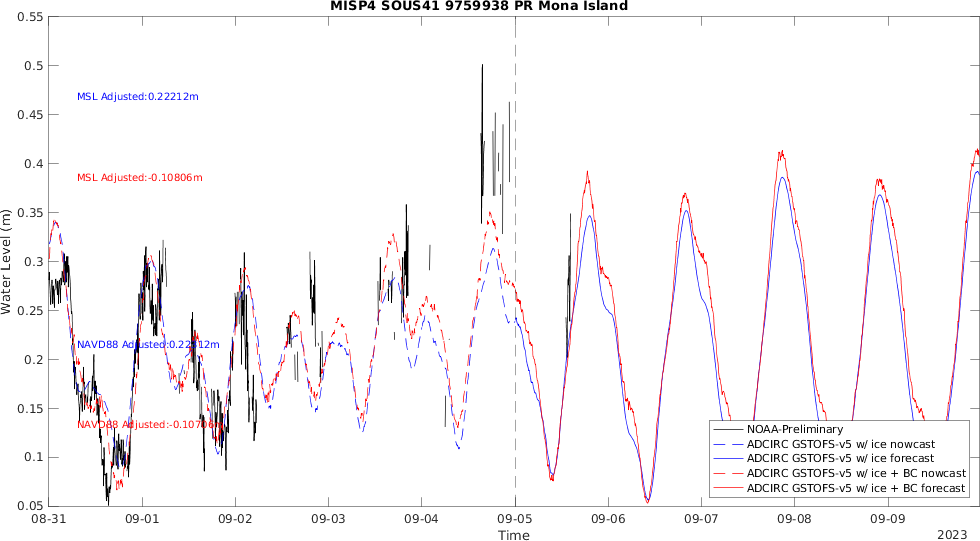 MISP4 SOUS41 9759938 PR Mona Island
0.55
0.5
0.45
0.4
0.35
0.3
0.25
0.2
0.15
0.1
0.05
Water Level (m)
MSL Adjusted:0.22212m
MSL Adjusted:-0.10806m
NAVD88 Adjusted:0.22312m
NAVD88 Adjusted:-0.10706m
NOAA-Preliminary
ADCIRC GSTOFS-v5 w/ ice nowcast
ADCIRC GSTOFS-v5 w/ ice forecast
ADCIRC GSTOFS-v5 w/ ice + BC nowcast
ADCIRC GSTOFS-v5 w/ ice + BC forecast
08-31 09-01 09-02 09-03 09-04 09-05 09-06 09-07 09-08 09-09
Time
2023